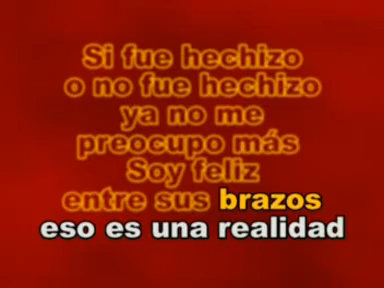 Si fue hechizo
o no fue hechizo
ya no me
preocupo más
Soy feliz
entre sus brazos
eso es una realidad